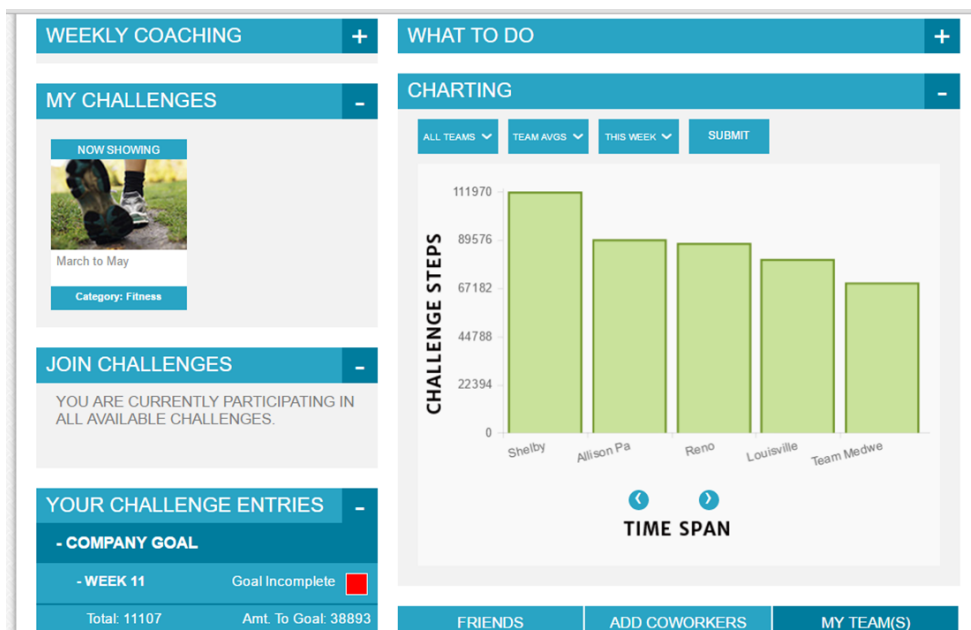 WEEKLY COACHING +
MY CHALLENGES -
NOW SHOWING
March to May
Category: Fitness
JOIN CHALLENGES -
YOU ARE CURRENTLY PARTICIPATING IN
ALL AVAILABLE CHALLENGES.
YOUR CHALLENGE ENTRIES -
- COMPANY GOAL
- WEEK 11 Goal Incomplete
Total: 11107 Amt. To Goal: 38893
WHAT TO DO +
CHARTING -
ALL TEAMS TEAM AVGS THIS WEEK SUBMIT
CHALLENGE STEPS
111970
89576
67182
44788
22394
0
Shelby Allison Pa Reno Louisville Team Medwe
TIME SPAN
FRIENDS ADD COWORKERS MY TEAM(S)